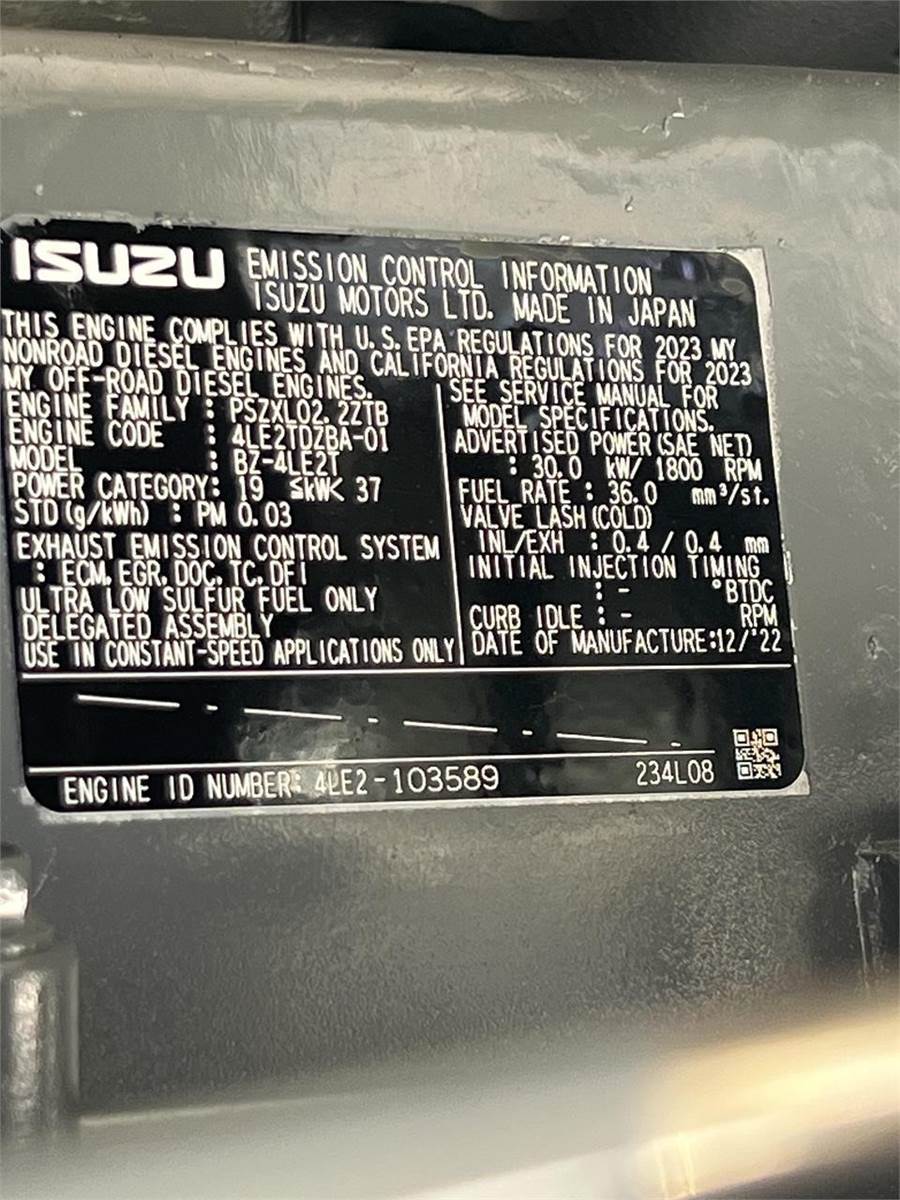 ISUZU EMISSION CONTROL INFORMATION
ISUZU MOTORS LTD. MADE IN JAPAN
THIS ENGINE COMPLIES WITH U.S. EPA REGULATIONS FOR 2023 MY
NONROAD DIESEL ENGINES AND CALIFORNIA REGULATIONS FOR 2023
MY OFF-ROAD DIESEL ENGINES.
ENGINE FAMILY : PSZXL02.2ZTB
ENGINE CODE : 4LE2TDZBA-01
MODEL : BZ-4LE2T
POWER CATEGORY: 19 ≤kW< 37
STD(g/kWh) : PM 0.03
EXHAUST EMISSION CONTROL SYSTEM
: ECM, EGR, DOC, TC, DFI
ULTRA LOW SULFUR FUEL ONLY
DELEGATED ASSEMBLY
USE IN CONSTANT-SPEED APPLICATIONS ONLY
SEE SERVICE MANUAL FOR
MODEL SPECIFICATIONS.
ADVERTISED POWER(SAE NET)
: 30.0 kW/ 1800 RPM
FUEL RATE : 36.0 mm³/st.
VALVE LASH(COLD)
INL/EXH : 0.4 / 0.4 mm
INITIAL INJECTION TIMING
: - °BTDC
CURB IDLE : - RPM
DATE OF MANUFACTURE:12/'22
ENGINE ID NUMBER: 4LE2-103589 234L08